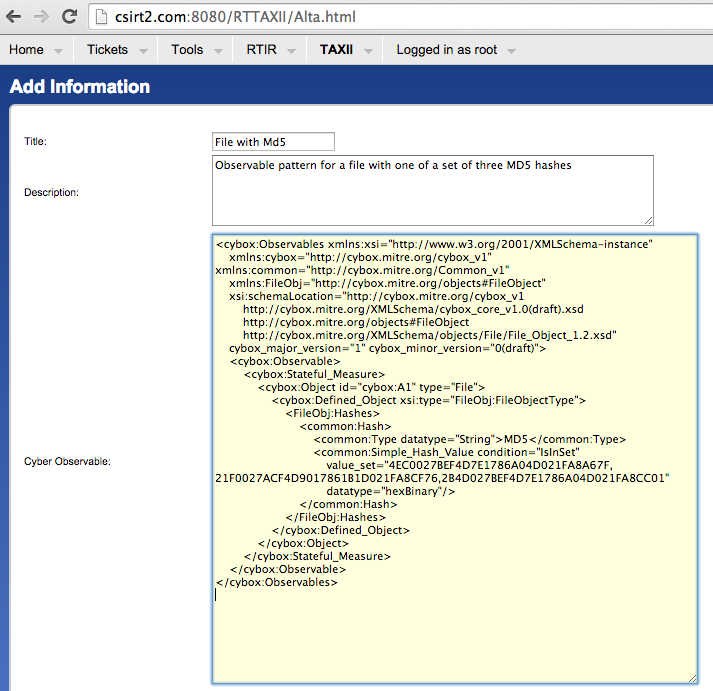 csirt2.com:8080/RTTAXII/Alta.html
Home Tickets Tools RTIR TAXII Logged in as root
Add Information
Title: File with Md5
Description: Observable pattern for a file with one of a set of three MD5 hashes
Cyber Observable:
<cybox:Observables xmlns:xsi="http://www.w3.org/2001/XMLSchema-instance"
xmlns:cybox="http://cybox.mitre.org/cybox_v1"
xmlns:common="http://cybox.mitre.org/Common_v1"
xmlns:FileObj="http://cybox.mitre.org/objects#FileObject"
xsi:schemaLocation="http://cybox.mitre.org/cybox_v1
http://cybox.mitre.org/XMLSchema/cybox_core_v1.0(draft).xsd
http://cybox.mitre.org/objects#FileObject
http://cybox.mitre.org/XMLSchema/objects/File/File_Object_1.2.xsd"
cybox_major_version="1" cybox_minor_version="0(draft)">
<cybox:Observable>
<cybox:Stateful_Measure>
<cybox:Object id="cybox:A1" type="File">
<cybox:Defined_Object xsi:type="FileObj:FileObjectType">
<FileObj:Hashes>
<common:Hash>
<common:Type datatype="String">MD5</common:Type>
<common:Simple_Hash_Value condition="IsInSet"
value_set="4EC0027BEF4D7E1786A04D021FA8A67F,
21F0027ACF4D9017861B1D021FA8CF76,2B4D027BEF4D7E1786A04D021FA8CC01"
datatype="hexBinary"/>
</common:Hash>
</FileObj:Hashes>
</cybox:Defined_Object>
</cybox:Object>
</cybox:Stateful_Measure>
</cybox:Observable>
</cybox:Observables>